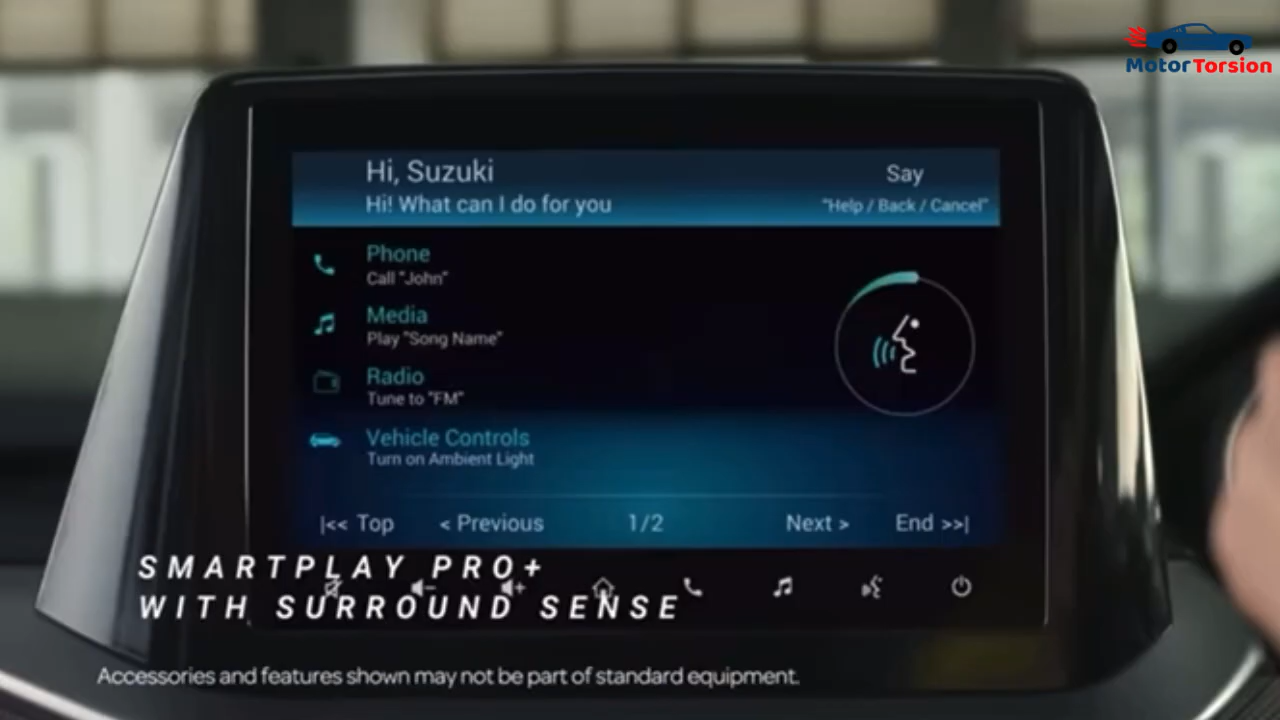 MotorTorsion
Hi, Suzuki
Say
Hi! What can I do for you
"Help / Back / Cancel"
Phone
Call "John"
Media
Play "Song Name"
Radio
Tune to "FM"
Vehicle Controls
Turn on Ambient Light
|<< Top < Previous 1/2 Next > End >>|
SMARTPLAY PRO+
WITH SURROUND SENSE
Accessories and features shown may not be part of standard equipment.